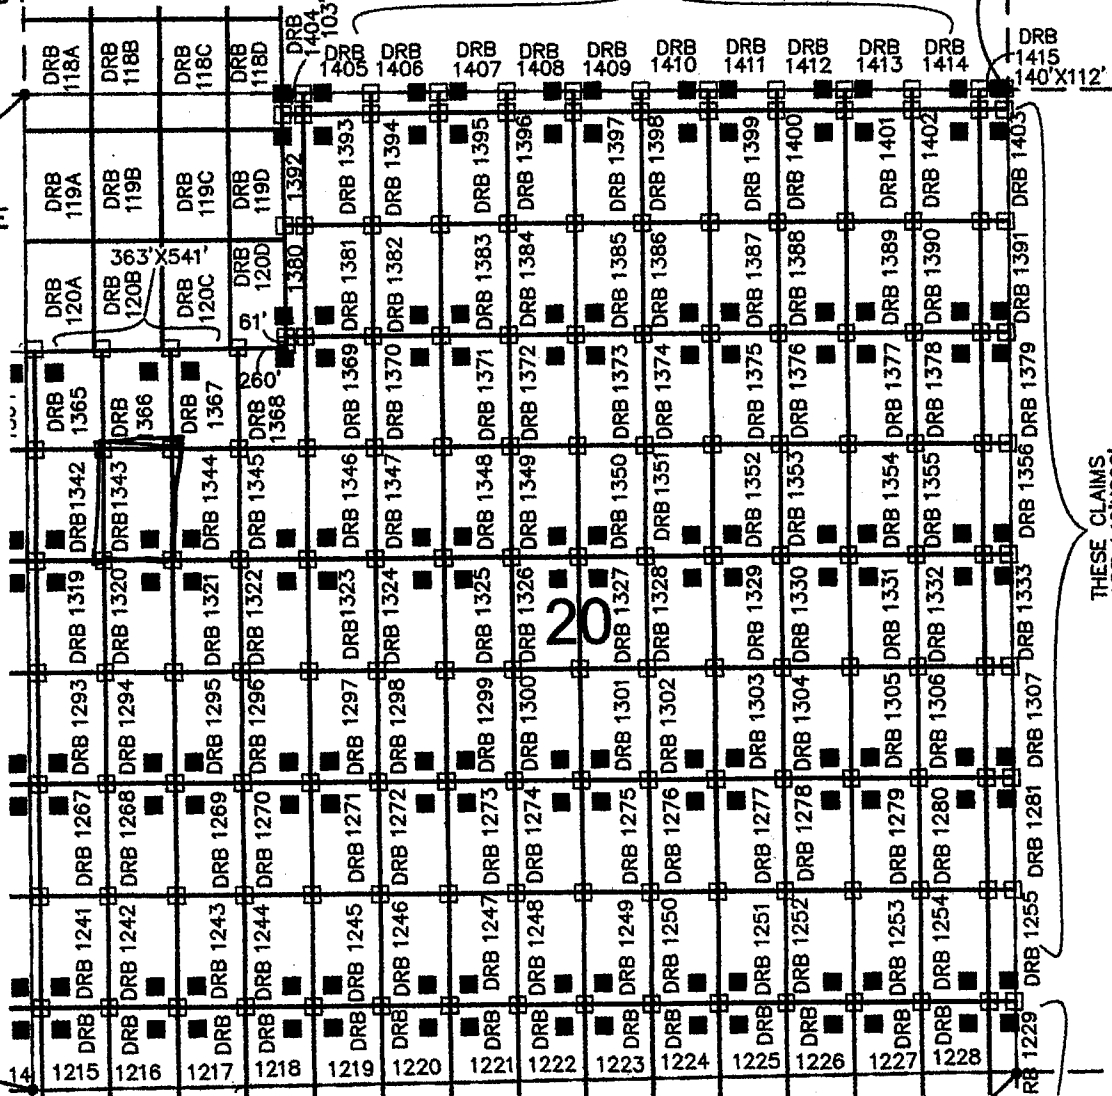 DRB 118A
DRB 118B
DRB 118C
DRB 118D
DRB 1404
103'
DRB 1405
DRB 1406
DRB 1407
DRB 1408
DRB 1409
DRB 1410
DRB 1411
DRB 1412
DRB 1413
DRB 1414
DRB 1415
140'X112'
DRB 119A
DRB 119B
DRB 119C
DRB 119D
1392
DRB 1393
DRB 1394
DRB 1395
DRB 1396
DRB 1397
DRB 1398
DRB 1399
DRB 1400
DRB 1401
DRB 1402
DRB 1403
363'X541'
DRB 120A
DRB 120B
DRB 120C
DRB 120D
1380
DRB 1381
DRB 1382
DRB 1383
DRB 1384
DRB 1385
DRB 1386
DRB 1387
DRB 1388
DRB 1389
DRB 1390
DRB 1391
61'
260'
DRB 1365
DRB 366
DRB 1367
DRB 1368
DRB 1369
DRB 1370
DRB 1371
DRB 1372
DRB 1373
DRB 1374
DRB 1375
DRB 1376
DRB 1377
DRB 1378
DRB 1379
DRB1342
DRB1343
DRB 1344
DRB 1345
DRB 1346
DRB 1347
DRB 1348
DRB 1349
DRB 1350
DRB 1351
DRB 1352
DRB 1353
DRB 1354
DRB 1355
DRB 1356
THESE CLAIMS
DRB 1319
DRB 1320
DRB 1321
DRB 1322
DRB1323
DRB 1324
DRB 1325
DRB 1326
20
DRB 1327
DRB 1328
DRB 1329
DRB 1330
DRB 1331
DRB 1332
DRB 1333
DRB 1293
DRB 1294
DRB 1295
DRB 1296
DRB 1297
DRB 1298
DRB 1299
DRB 1300
DRB 1301
DRB 1302
DRB 1303
DRB 1304
DRB 1305
DRB 1306
DRB 1307
DRB 1267
DRB 1268
DRB 1269
DRB 1270
DRB 1271
DRB 1272
DRB 1273
DRB 1274
DRB 1275
DRB 1276
DRB 1277
DRB 1278
DRB 1279
DRB 1280
DRB 1281
DRB 1241
DRB 1242
DRB 1243
DRB 1244
DRB 1245
DRB 1246
DRB 1247
DRB 1248
DRB 1249
DRB 1250
DRB 1251
DRB 1252
DRB 1253
DRB 1254
DRB 1255
14
DRB 1215
DRB 1216
DRB 1217
DRB 1218
DRB 1219
DRB 1220
DRB 1221
DRB 1222
DRB 1223
DRB 1224
DRB 1225
DRB 1226
DRB 1227
DRB 1228
RB 1229